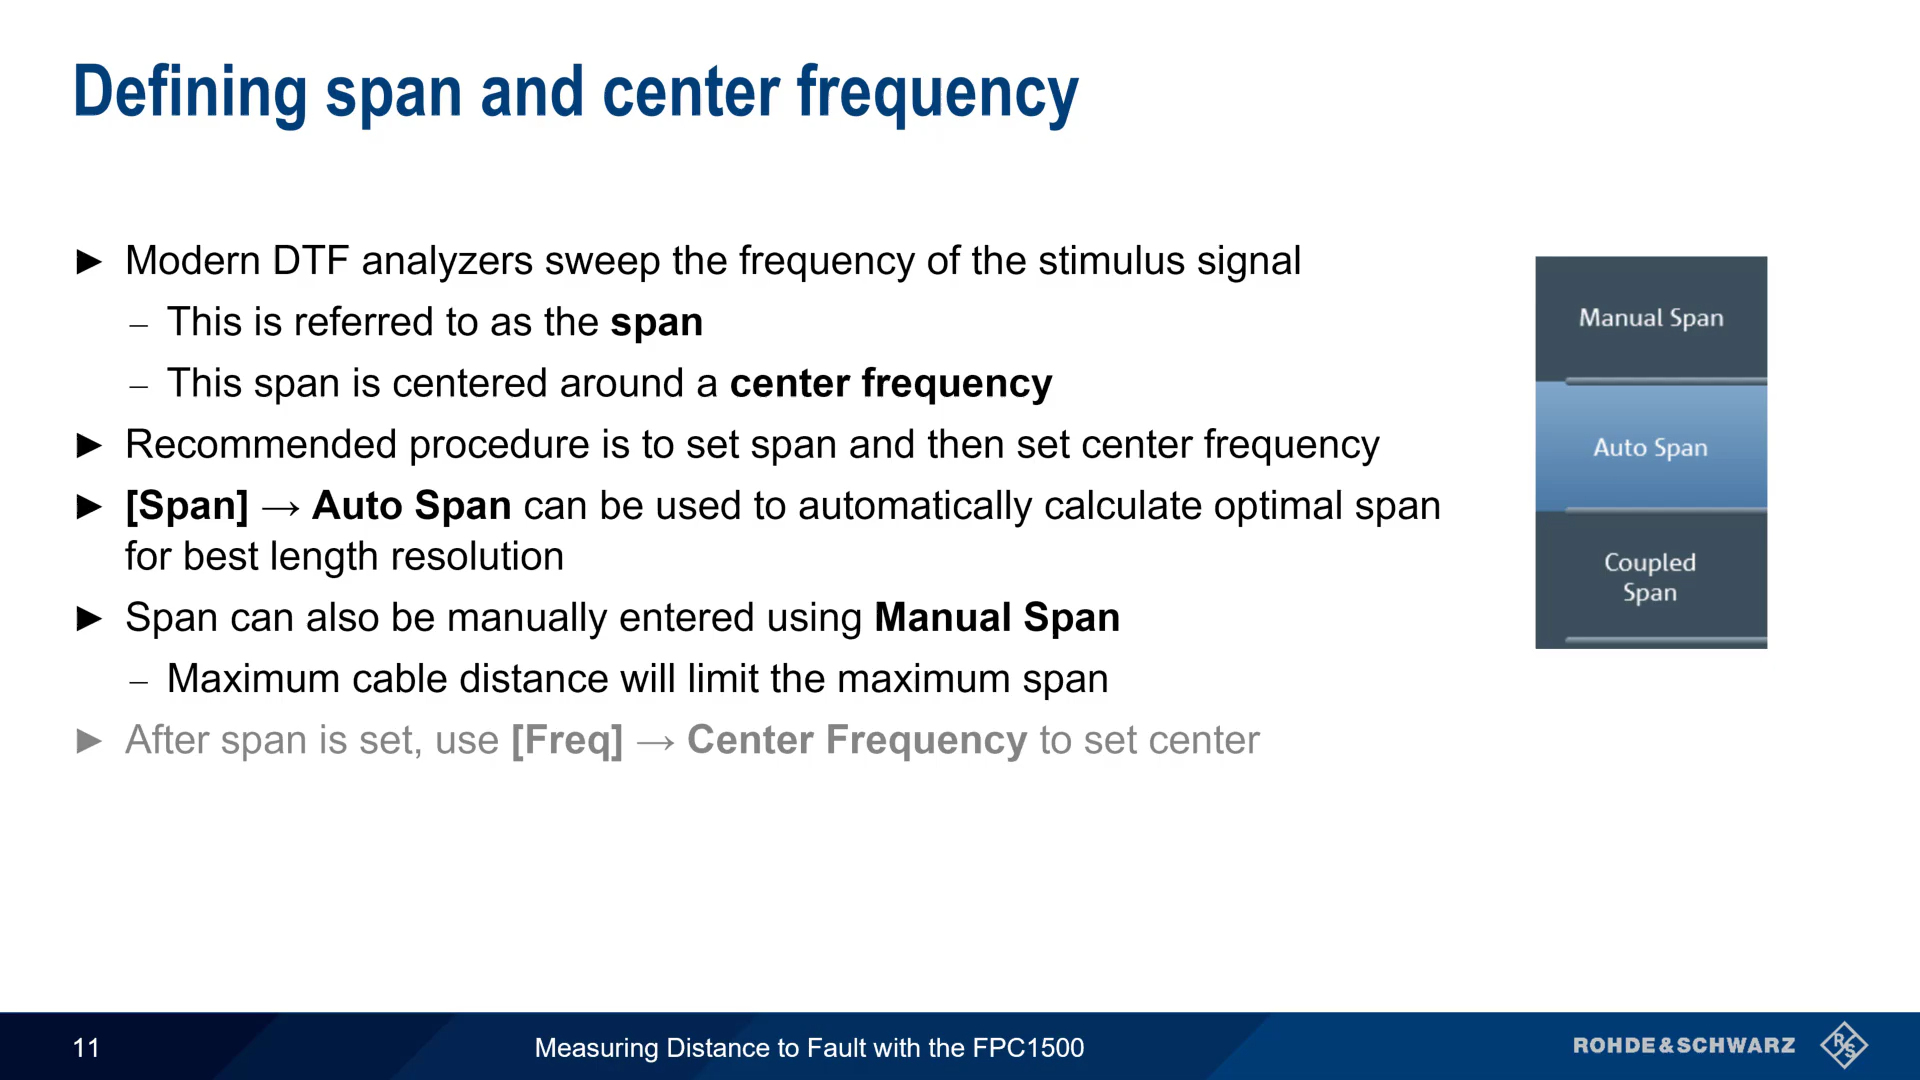 Defining span and center frequency
► Modern DTF analyzers sweep the frequency of the stimulus signal
– This is referred to as the span
– This span is centered around a center frequency
► Recommended procedure is to set span and then set center frequency
► [Span] → Auto Span can be used to automatically calculate optimal span
for best length resolution
► Span can also be manually entered using Manual Span
– Maximum cable distance will limit the maximum span
► After span is set, use [Freq] → Center Frequency to set center
Manual Span
Auto Span
Coupled
Span
11
Measuring Distance to Fault with the FPC1500
ROHDE&SCHWARZ
R
S